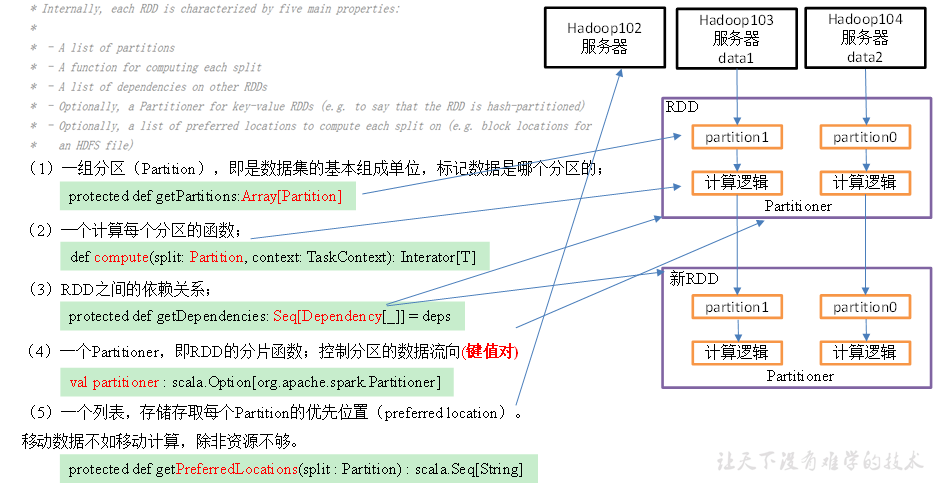 * Internally, each RDD is characterized by five main properties:
*
* - A list of partitions
* - A function for computing each split
* - A list of dependencies on other RDDs
* - Optionally, a Partitioner for key-value RDDs (e.g. to say that the RDD is hash-partitioned)
* - Optionally, a list of preferred locations to compute each split on (e.g. block locations for
* an HDFS file)
（1）一组分区（Partition），即是数据集的基本组成单位，标记数据是哪个分区的；
protected def getPartitions:Array[Partition]
（2）一个计算每个分区的函数；
def compute(split: Partition, context: TaskContext): Interator[T]
（3）RDD之间的依赖关系；
protected def getDependencies: Seq[Dependency[_]] = deps
（4）一个Partitioner，即RDD的分片函数；控制分区的数据流向(键值对)
val partitioner : scala.Option[org.apache.spark.Partitioner]
（5）一个列表，存储存取每个Partition的优先位置（preferred location）。
移动数据不如移动计算，除非资源不够。
protected def getPreferredLocations(split : Partition) : scala.Seq[String]
Hadoop102
服务器
Hadoop103
服务器
data1
Hadoop104
服务器
data2
RDD
partition1
partition0
计算逻辑
计算逻辑
Partitioner
新RDD
partition1
partition0
计算逻辑
计算逻辑
Partitioner
让天下没有难学的技术